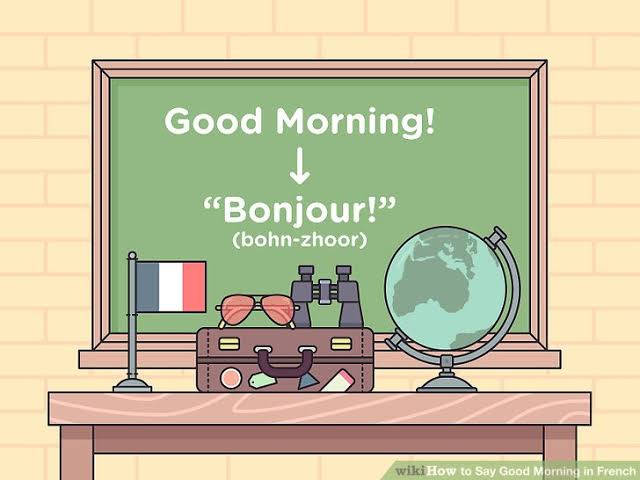 Good Morning!
↓
“Bonjour!”
(bohn-zhoor)
wikiHow to Say Good Morning in French